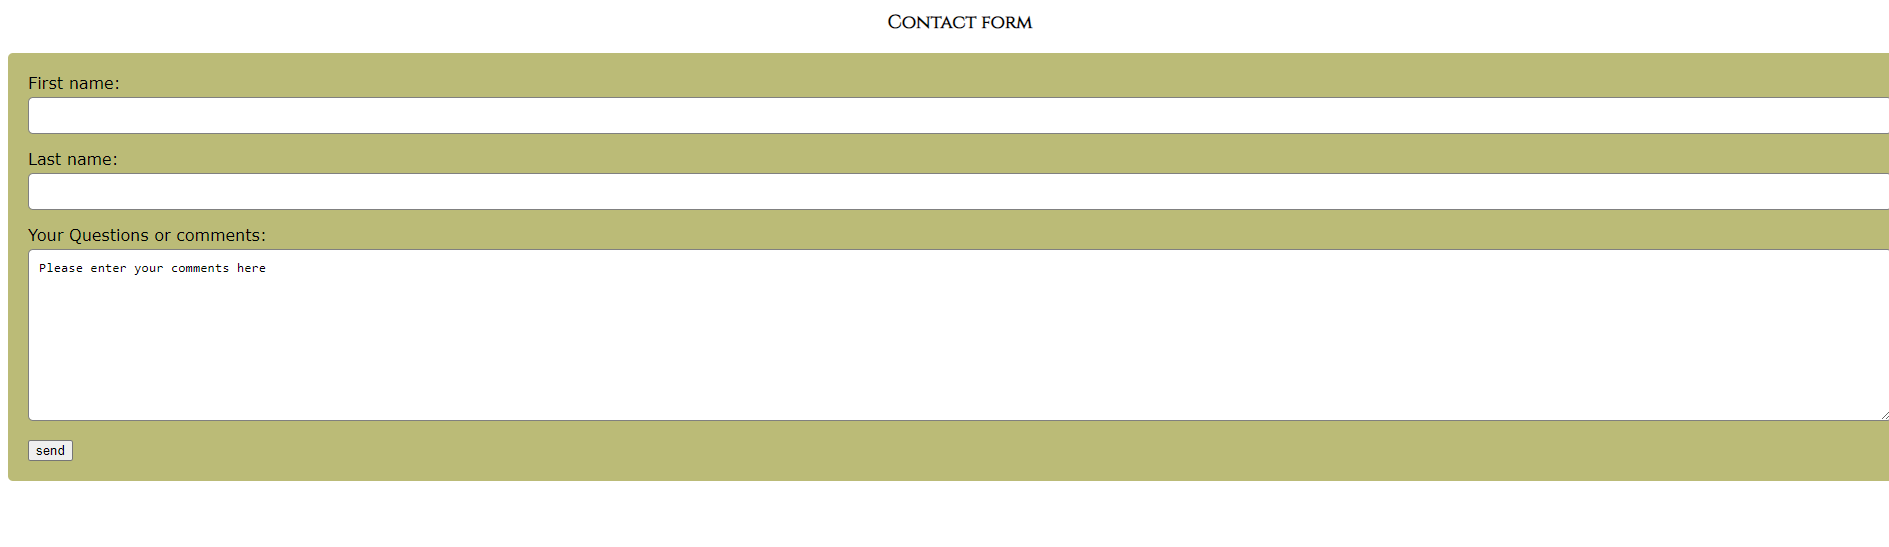 Contact form
First name:
Last name:
Your Questions or comments:
Please enter your comments here
send